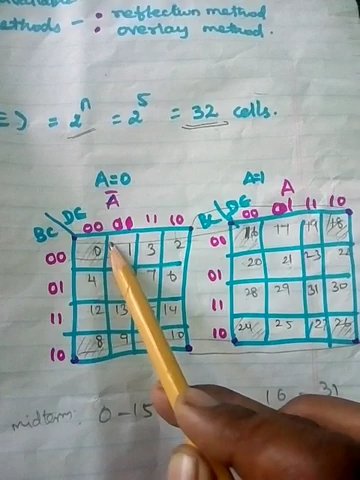 • reflection method
ethods – • overlay method.
E) = 2^n = 2^5 = 32 cells.
A=0 A=1
A̅ A
BC DE 00 01 11 10 BC DE 00 01 11 10
00 0 1 3 2 00 16 17 19 18
01 4 7 6 01 20 21 23 22
11 12 13 14 11 28 29 31 30
10 8 9 10 10 24 25 27 26
midterm: 0-15 16 - 31